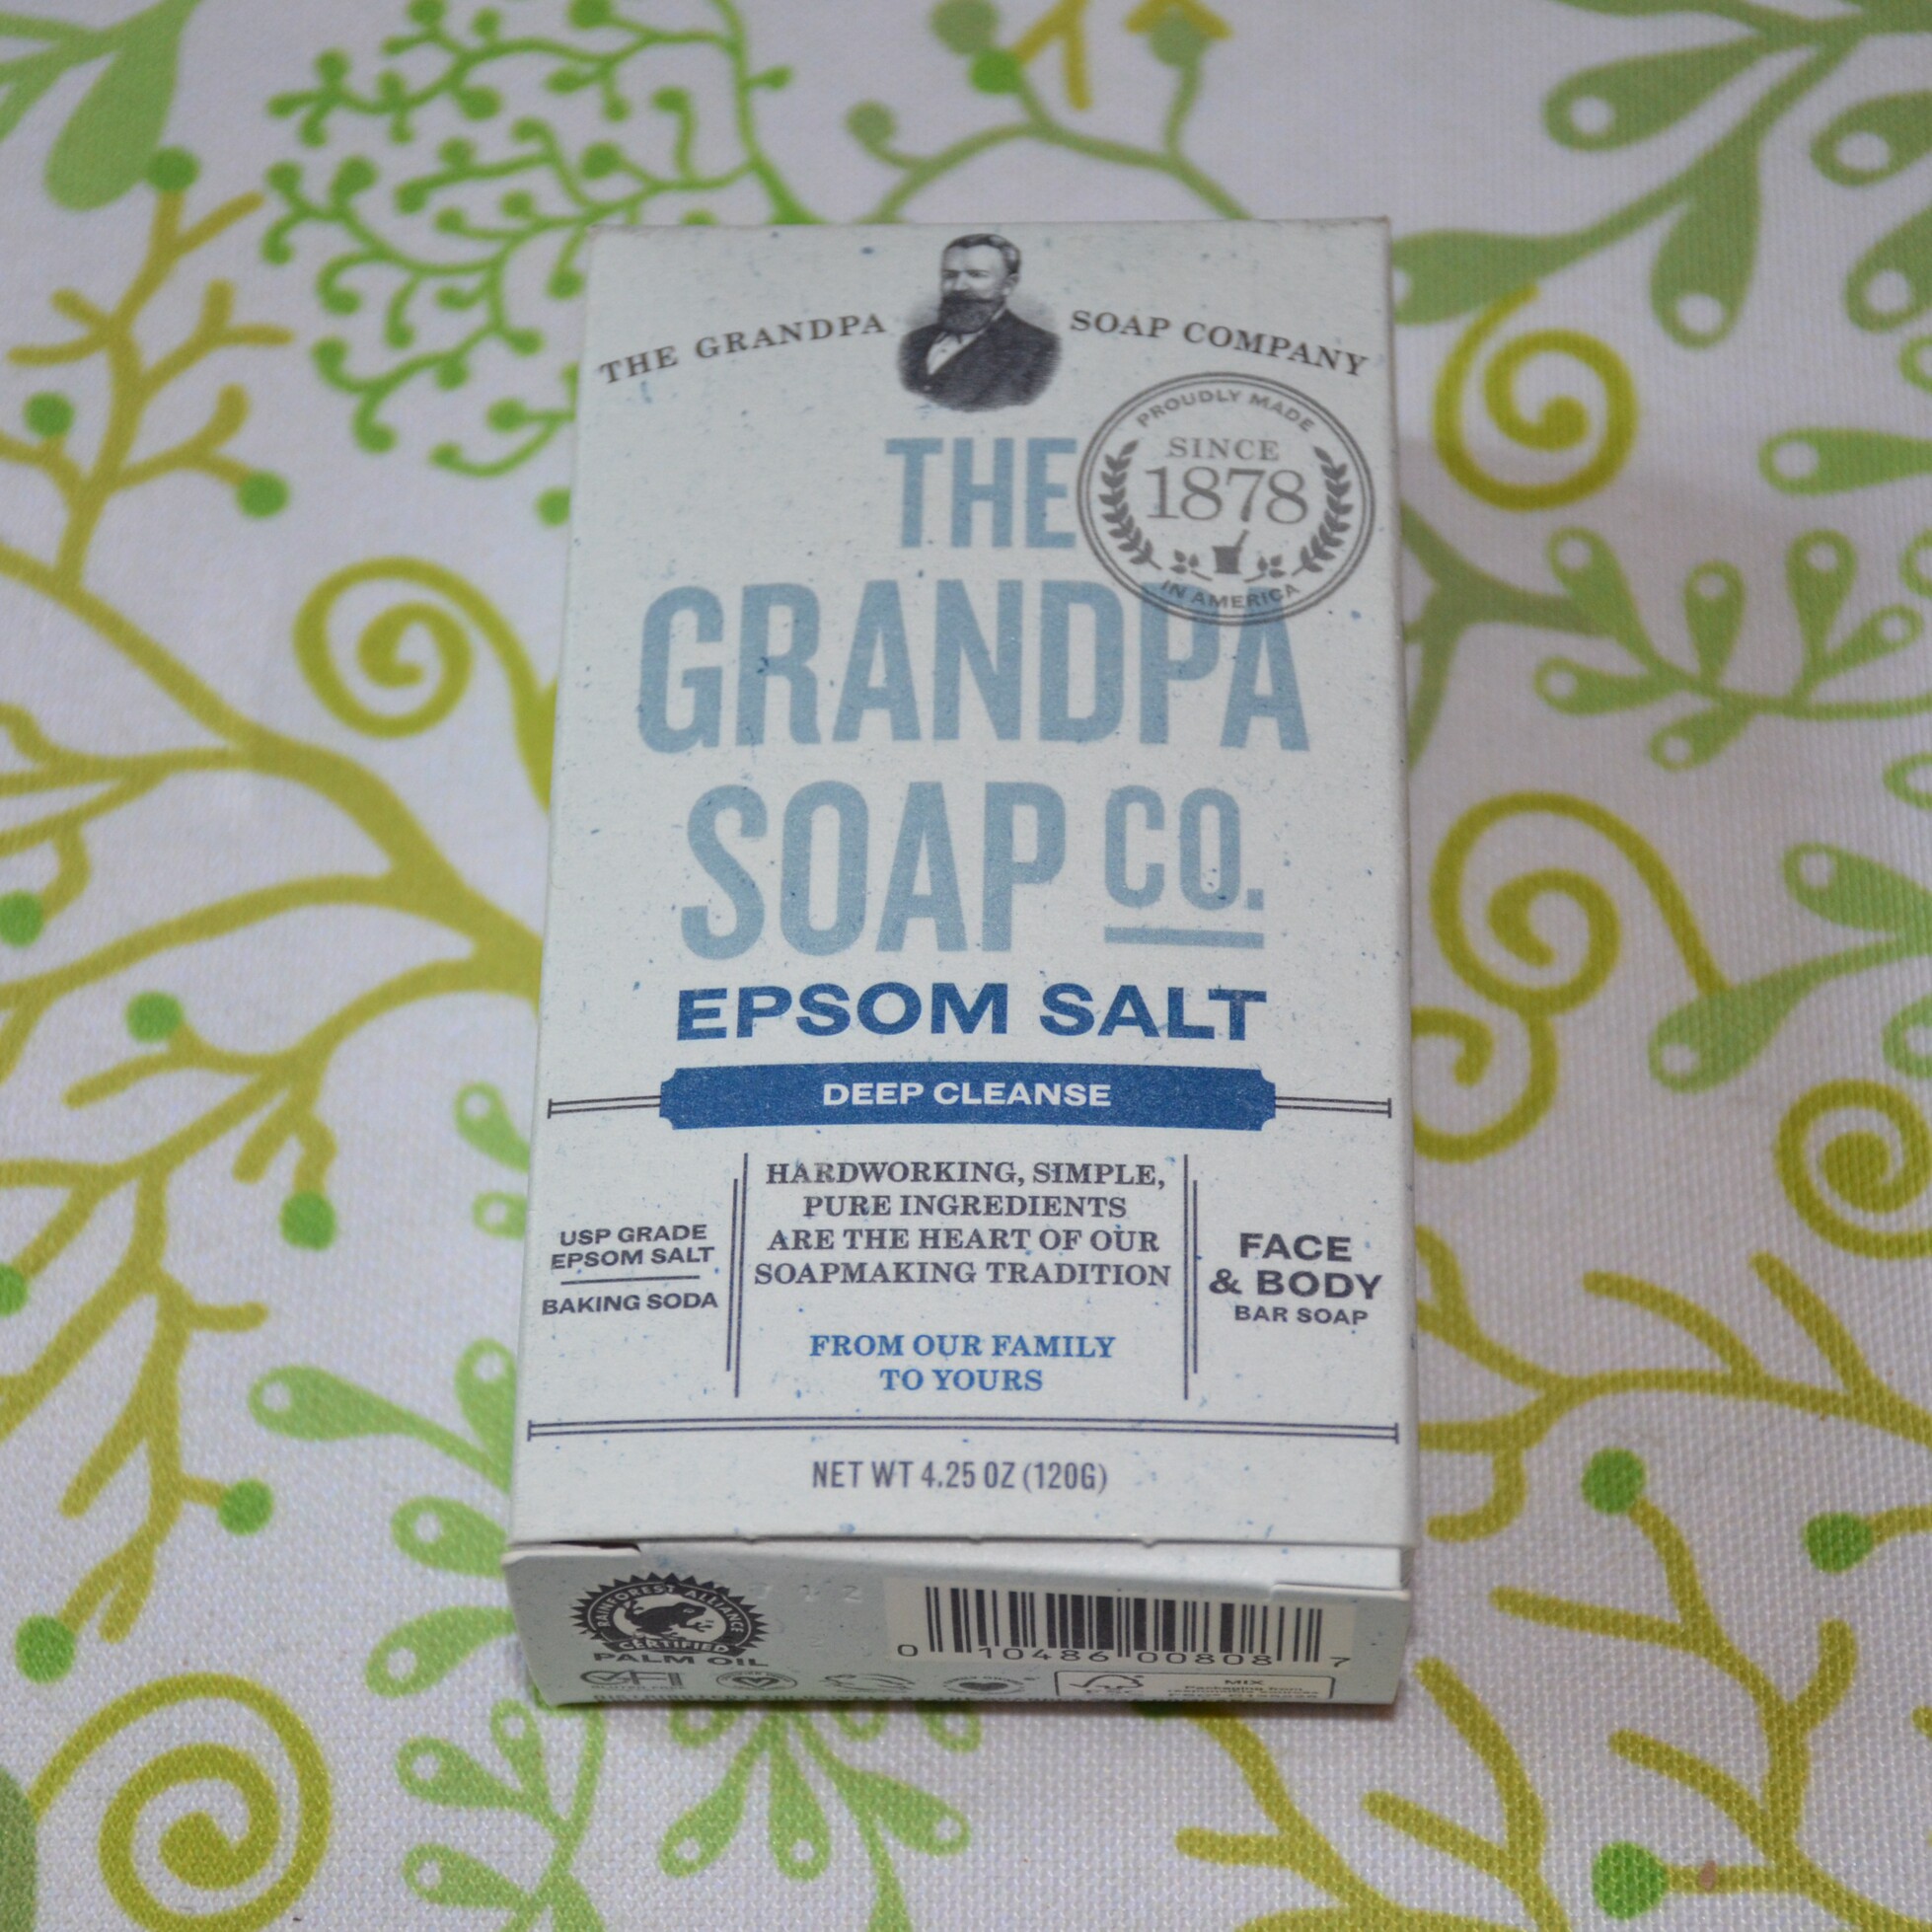 THE GRANDPA SOAP COMPANY
PROUDLY MADE
SINCE
1878
IN AMERICA
THE
GRANDPA
SOAP CO.
EPSOM SALT
DEEP CLEANSE
USP GRADE
EPSOM SALT
BAKING SODA
HARDWORKING, SIMPLE,
PURE INGREDIENTS
ARE THE HEART OF OUR
SOAPMAKING TRADITION
FROM OUR FAMILY
TO YOURS
FACE
& BODY
BAR SOAP
NET WT 4.25 OZ (120G)
RAINFOREST ALLIANCE
CERTIFIED
PALM OIL
0 10486 00808 7
MIX
Packaging from